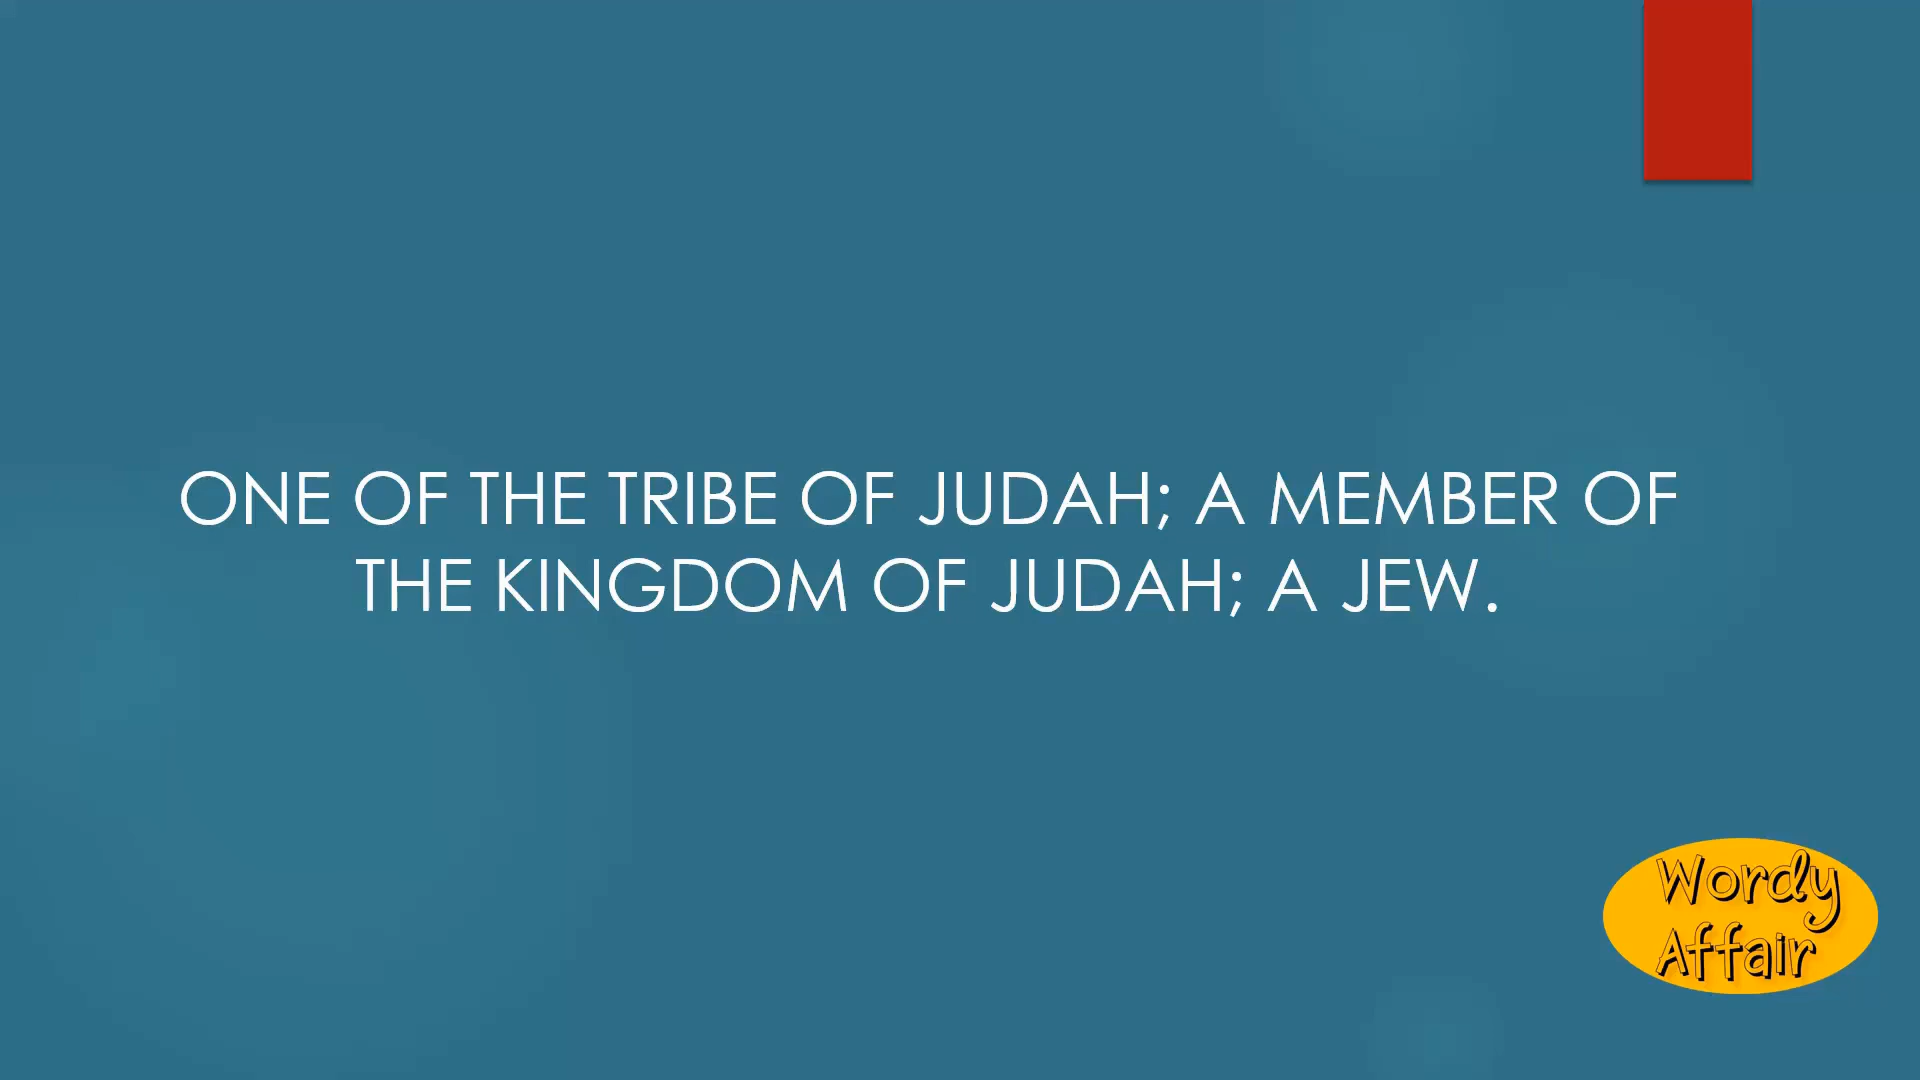 ONE OF THE TRIBE OF JUDAH; A MEMBER OF
THE KINGDOM OF JUDAH; A JEW.
Wordy
Affair